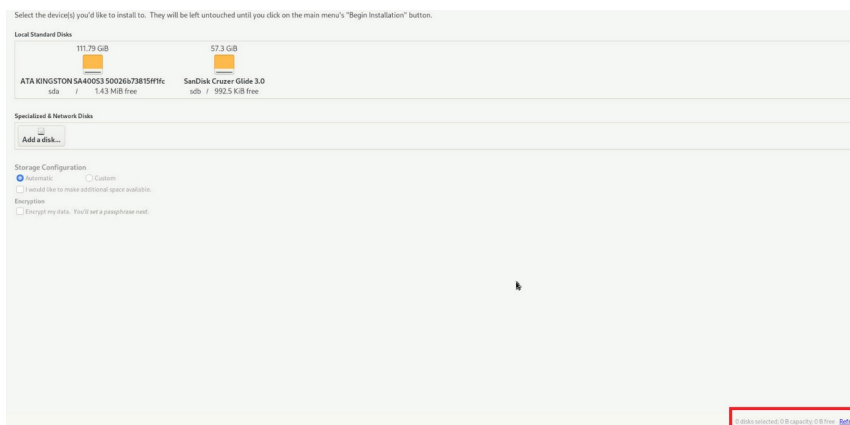 Select the device(s) you'd like to install to. They will be left untouched until you click on the main menu's "Begin Installation" button.
Local Standard Disks
111.79 GiB 57.3 GiB
ATA KINGSTON SA400S3 50026b73815ff1fc SanDisk Cruzer Glide 3.0
sda / 1.43 MiB free sdb / 992.5 KiB free
Specialized & Network Disks
Add a disk...
Storage Configuration
Automatic Custom
I would like to make additional space available.
Encryption
Encrypt my data. You'll set a passphrase next.
0 disks selected; 0 B capacity; 0 B free Refr